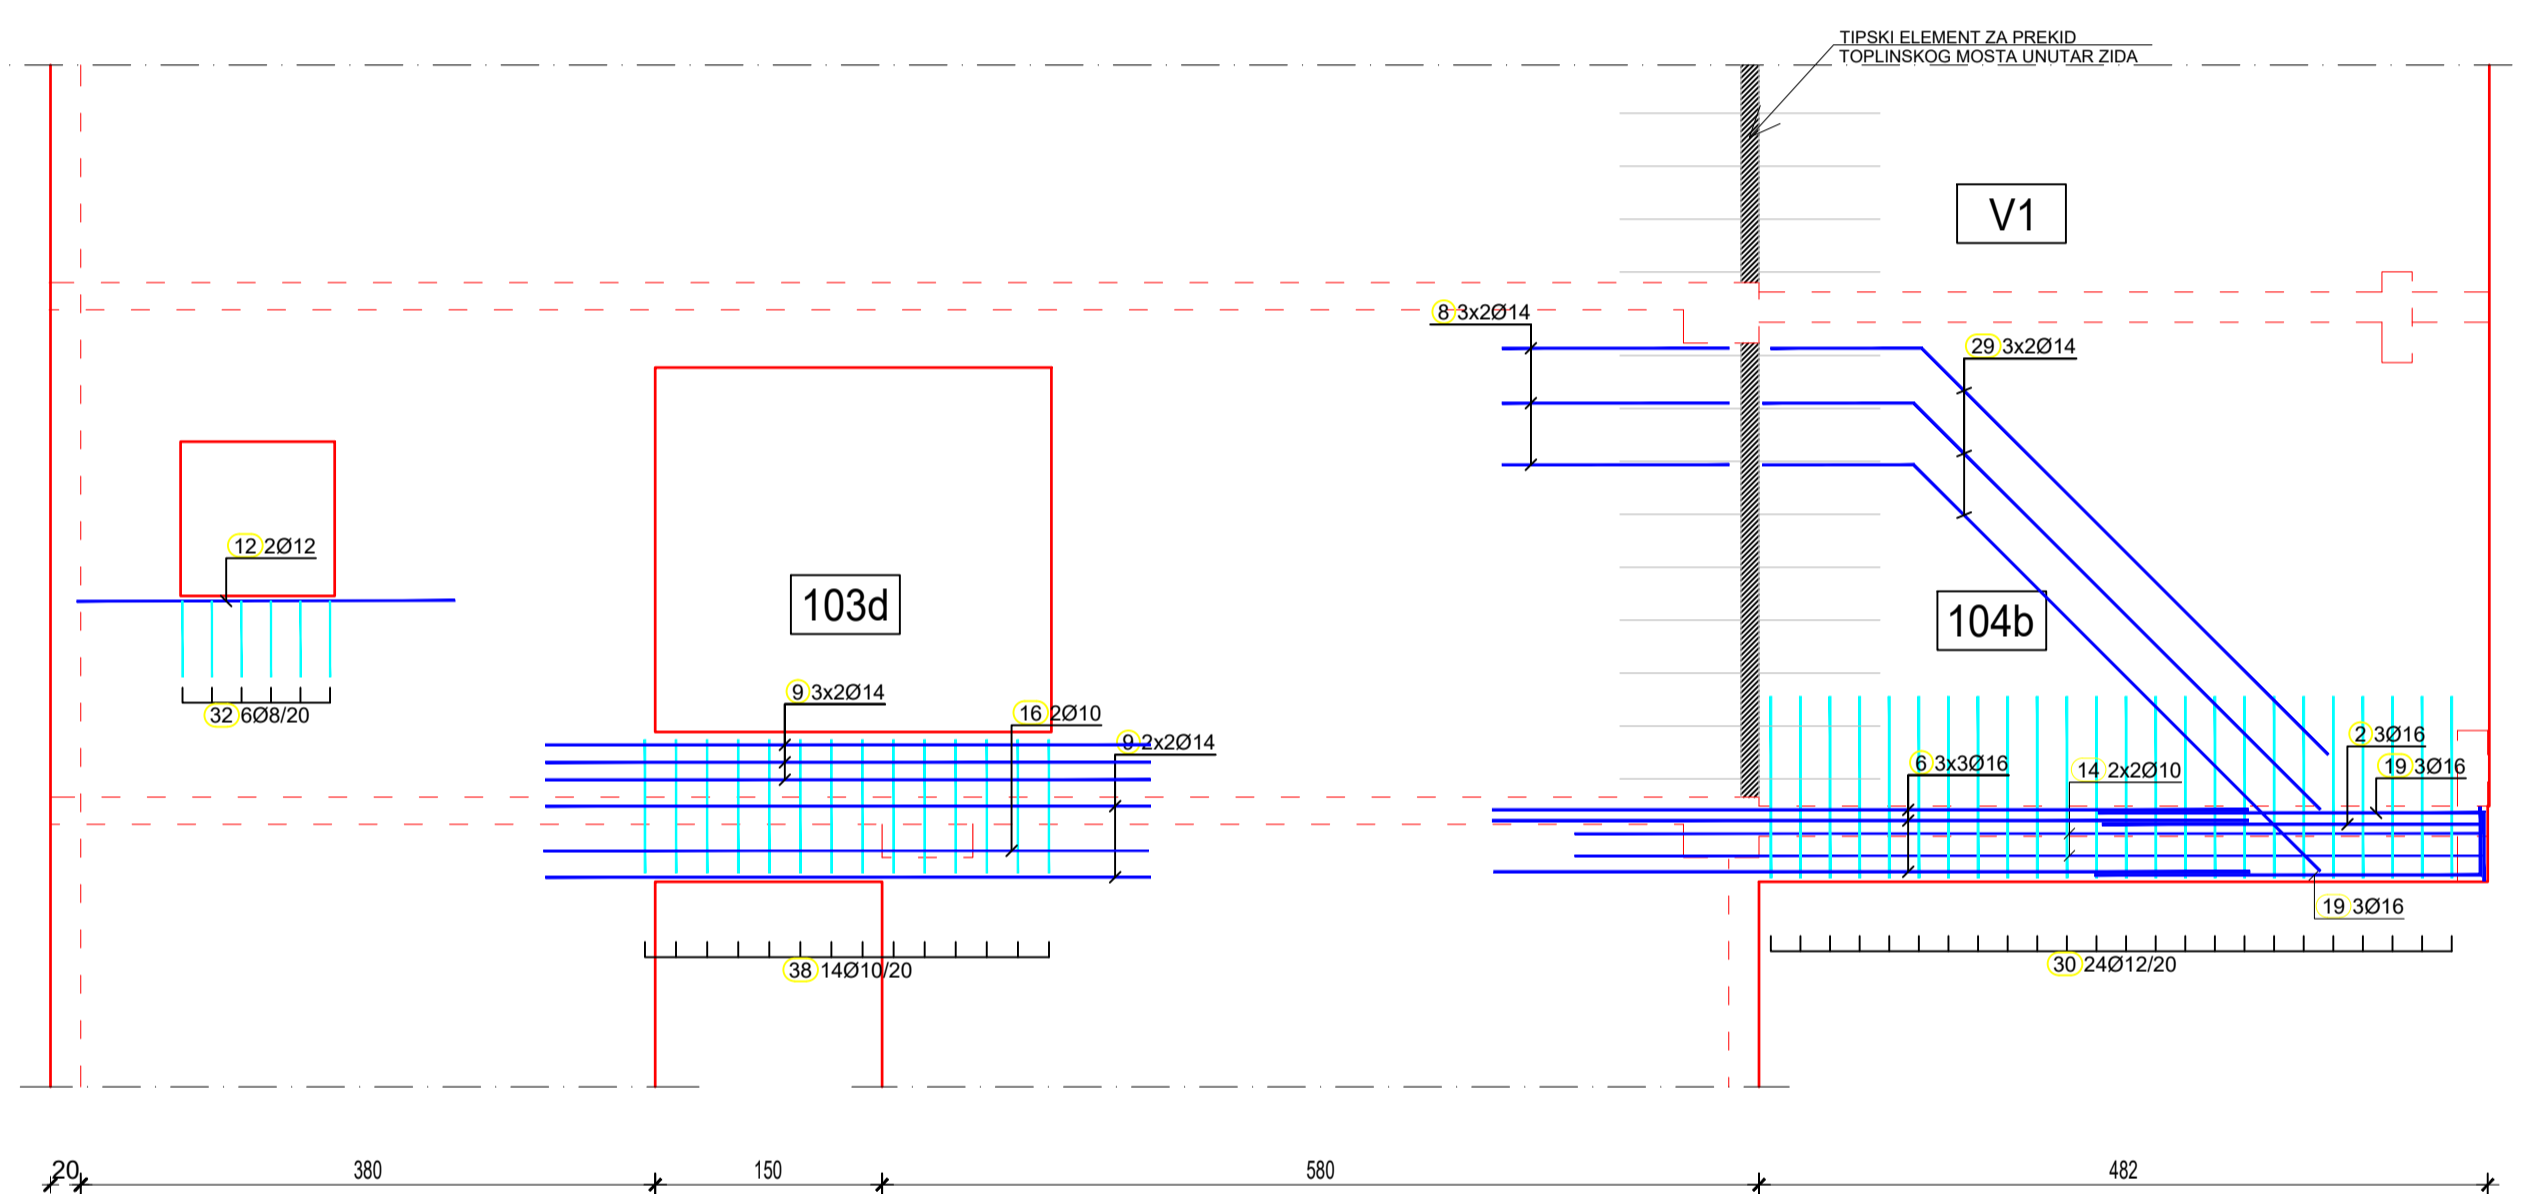 TIPSKI ELEMENT ZA PREKID
TOPLINSKOG MOSTA UNUTAR ZIDA
V1
8 3x2Ø14
29 3x2Ø14
12 2Ø12
103d
104b
9 3x2Ø14
16 2Ø10
32 6Ø8/20
9 2x2Ø14
2 3Ø16
6 3x3Ø16
14 2x2Ø10
19 3Ø16
19 3Ø16
38 14Ø10/20
30 24Ø12/20
20 380 150 580 482